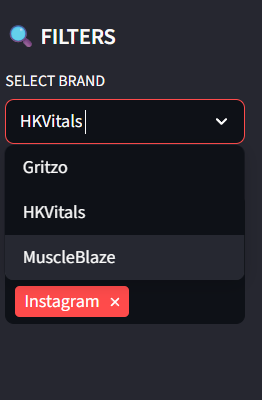 FILTERS
SELECT BRAND
HKVitals
Gritzo
HKVitals
MuscleBlaze
Instagram ×